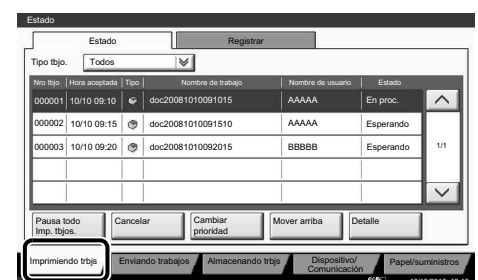 Estado
Estado Registrar
Tipo tbjo. Todos
Nro tbjo Hora aceptada Tipo Nombre de trabajo Nombre de usuario Estado
000001 10/10 09:10 doc20081010091015 AAAAA En proc.
000002 10/10 09:15 doc20081010091510 AAAAA Esperando
000003 10/10 09:20 doc20081010092015 BBBBB Esperando
1/1
Pausa todo
Imp. tbjos.
Cancelar
Cambiar
prioridad
Mover arriba
Detalle
Imprimiendo trbjs
Enviando trabajos
Almacenando trbjs
Dispositivo/
Comunicación
Papel/suministros